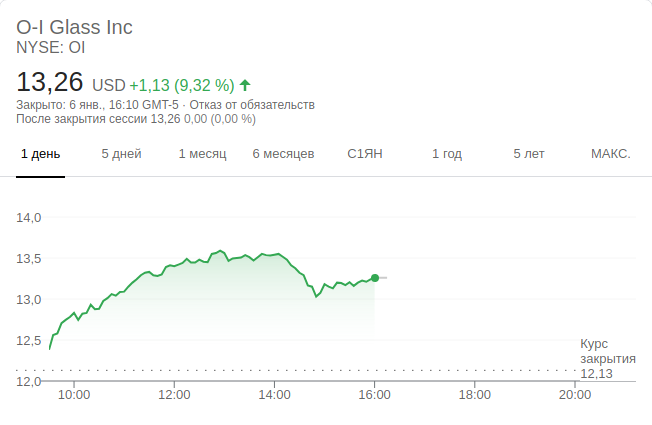 O-I Glass Inc
NYSE: OI
13,26 USD +1,13 (9,32 %)
Закрыто: 6 янв., 16:10 GMT-5 · Отказ от обязательств
После закрытия сессии 13,26 0,00 (0,00 %)
1 день 5 дней 1 месяц 6 месяцев С1ЯН 1 год 5 лет МАКС.
14,0
13,5
13,0
12,5
Курс
закрытия
12,13
12,0
10:00 12:00 14:00 16:00 18:00 20:00